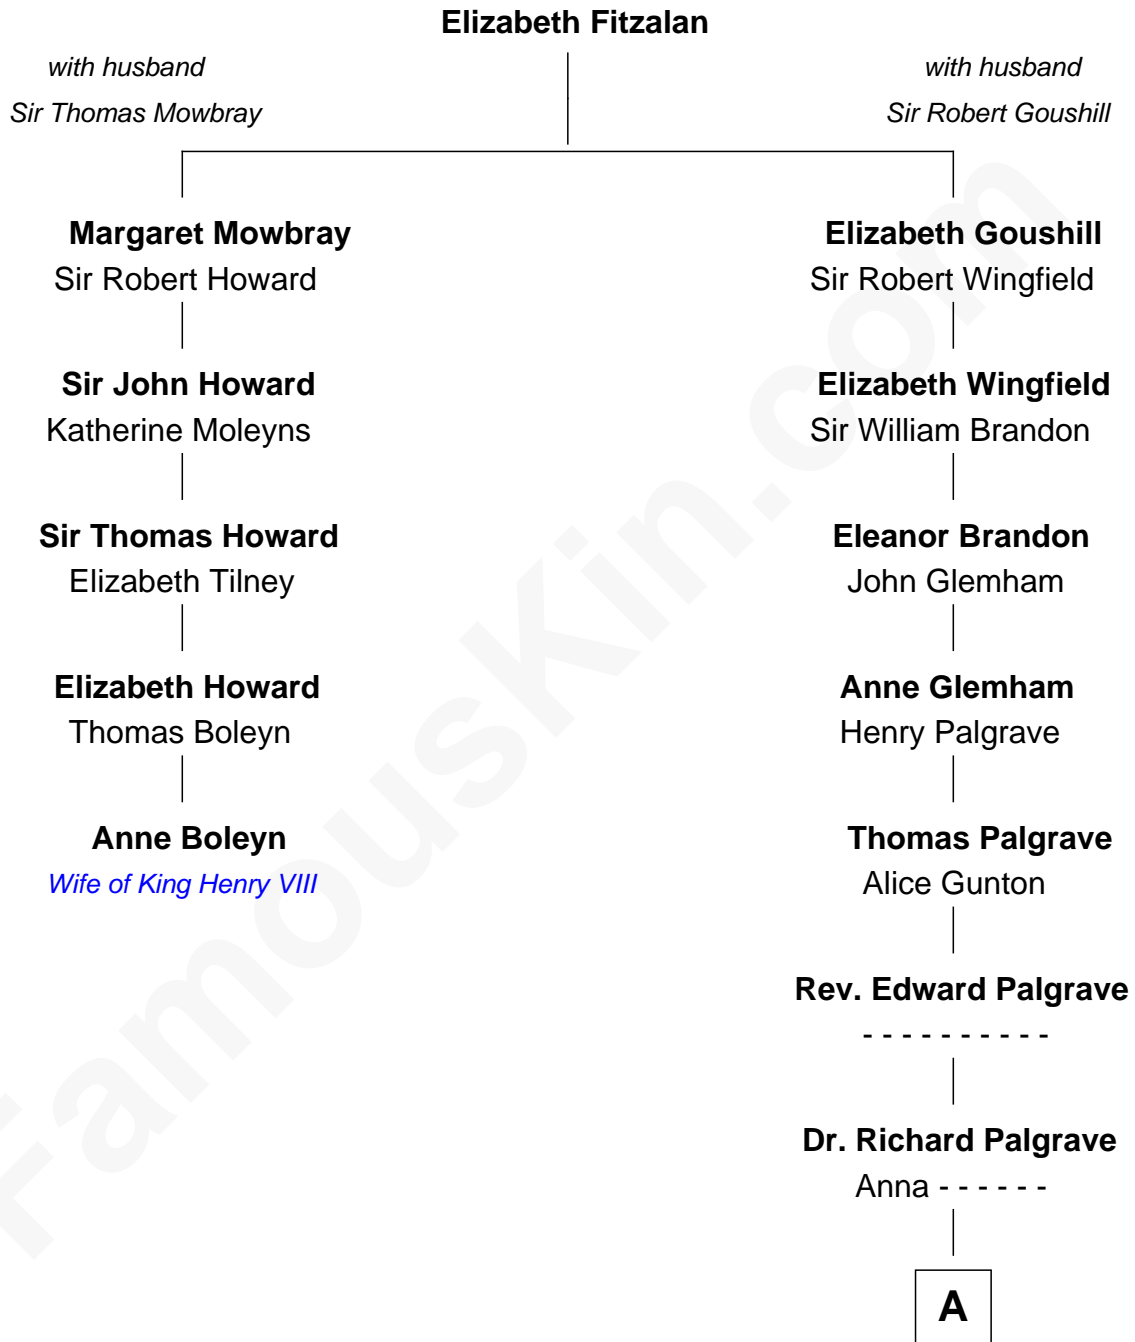 Elizabeth Fitzalan
with husband
Sir Thomas Mowbray
with husband
Sir Robert Goushill
Margaret Mowbray
Sir Robert Howard
Elizabeth Goushill
Sir Robert Wingfield
Sir John Howard
Katherine Moleyns
Elizabeth Wingfield
Sir William Brandon
Sir Thomas Howard
Elizabeth Tilney
Eleanor Brandon
John Glemham
Elizabeth Howard
Thomas Boleyn
Anne Glemham
Henry Palgrave
Anne Boleyn
Wife of King Henry VIII
Thomas Palgrave
Alice Gunton
Rev. Edward Palgrave
- - - - - - - - - -
Dr. Richard Palgrave
Anna - - - - - -
A
FamousKin.com